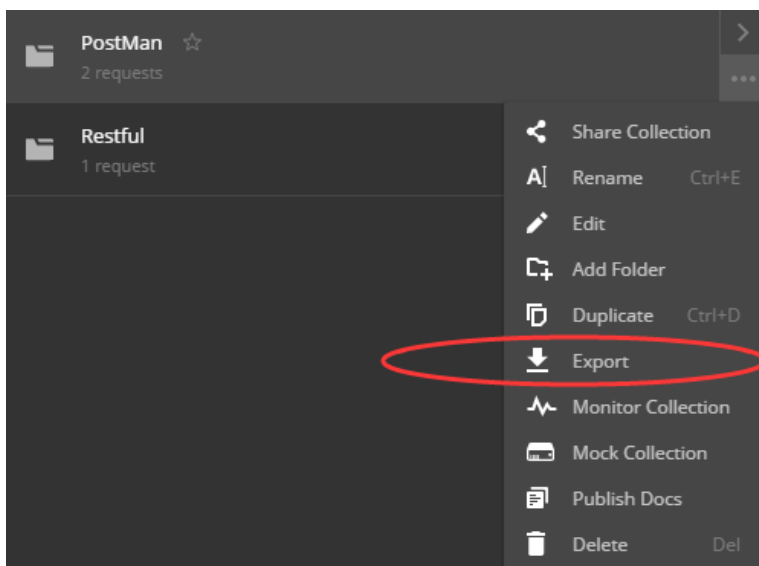 PostMan
2 requests
Restful
1 request
Share Collection
Rename Ctrl+E
Edit
Add Folder
Duplicate Ctrl+D
Export
Monitor Collection
Mock Collection
Publish Docs
Delete Del